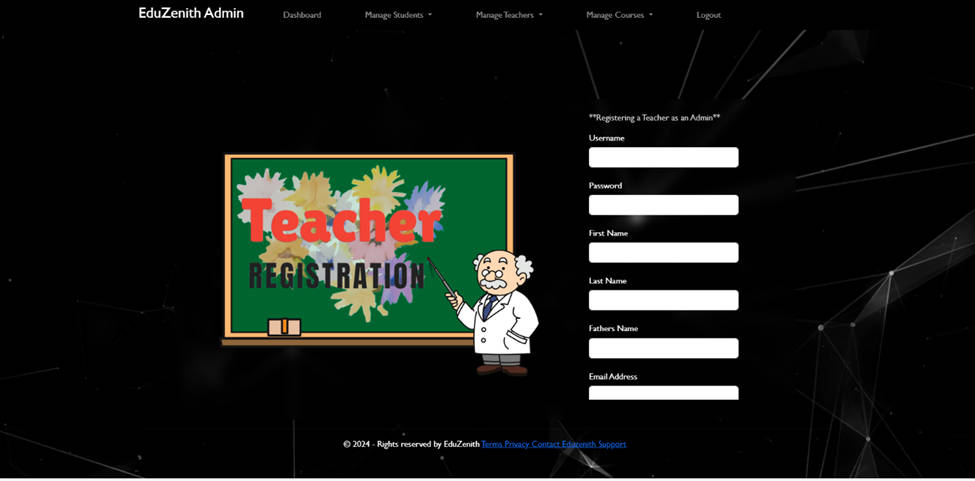 EduZenith Admin Dashboard Manage Students Manage Teachers Manage Courses Logout
**Registering a Teacher as an Admin**
Username
Password
First Name
Last Name
Fathers Name
Email Address
Teacher
REGISTRATION
© 2024 - Rights reserved by EduZenith Terms Privacy Contact Eduzenith Support